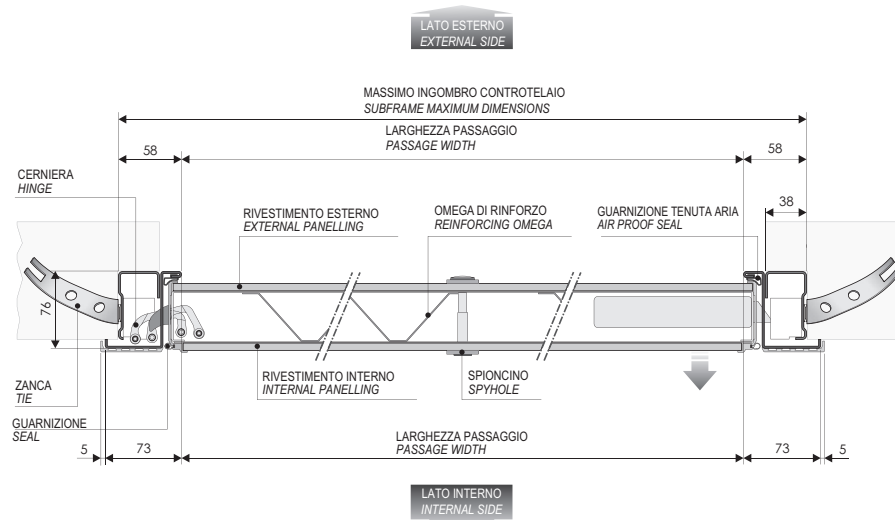 LATO ESTERNO
EXTERNAL SIDE
MASSIMO INGOMBRO CONTROTELAIO
SUBFRAME MAXIMUM DIMENSIONS
LARGHEZZA PASSAGGIO
PASSAGE WIDTH
58
58
CERNIERA
HINGE
38
RIVESTIMENTO ESTERNO
EXTERNAL PANELLING
OMEGA DI RINFORZO
REINFORCING OMEGA
GUARNIZIONE TENUTA ARIA
AIR PROOF SEAL
76
ZANCA
TIE
RIVESTIMENTO INTERNO
INTERNAL PANELLING
SPIONCINO
SPYHOLE
GUARNIZIONE
SEAL
5
73
LARGHEZZA PASSAGGIO
PASSAGE WIDTH
73
5
LATO INTERNO
INTERNAL SIDE